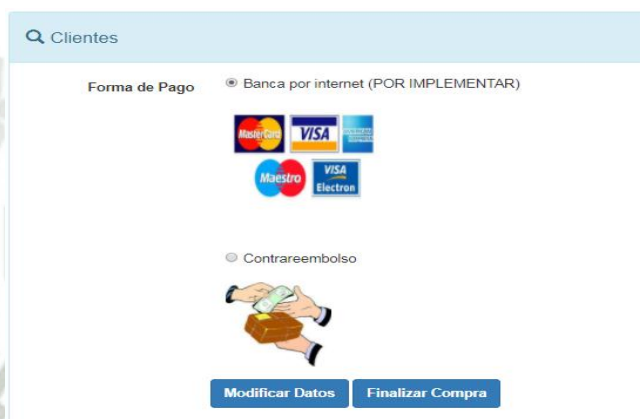 Clientes
Forma de Pago
Banca por internet (POR IMPLEMENTAR)
MasterCard
VISA
Maestro
VISA
Electron
Contrareembolso
Modificar Datos
Finalizar Compra